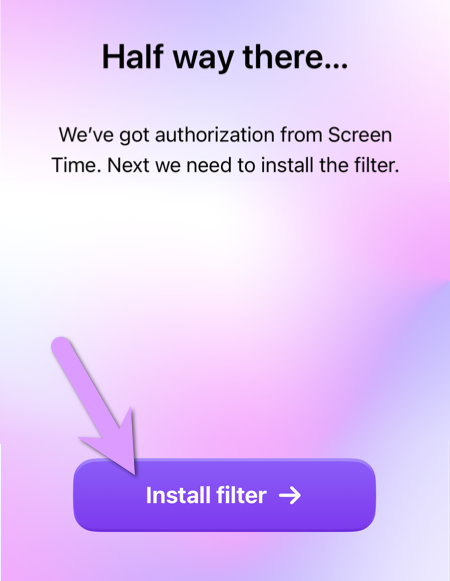 Half way there...
We’ve got authorization from Screen
Time. Next we need to install the filter.
Install filter →